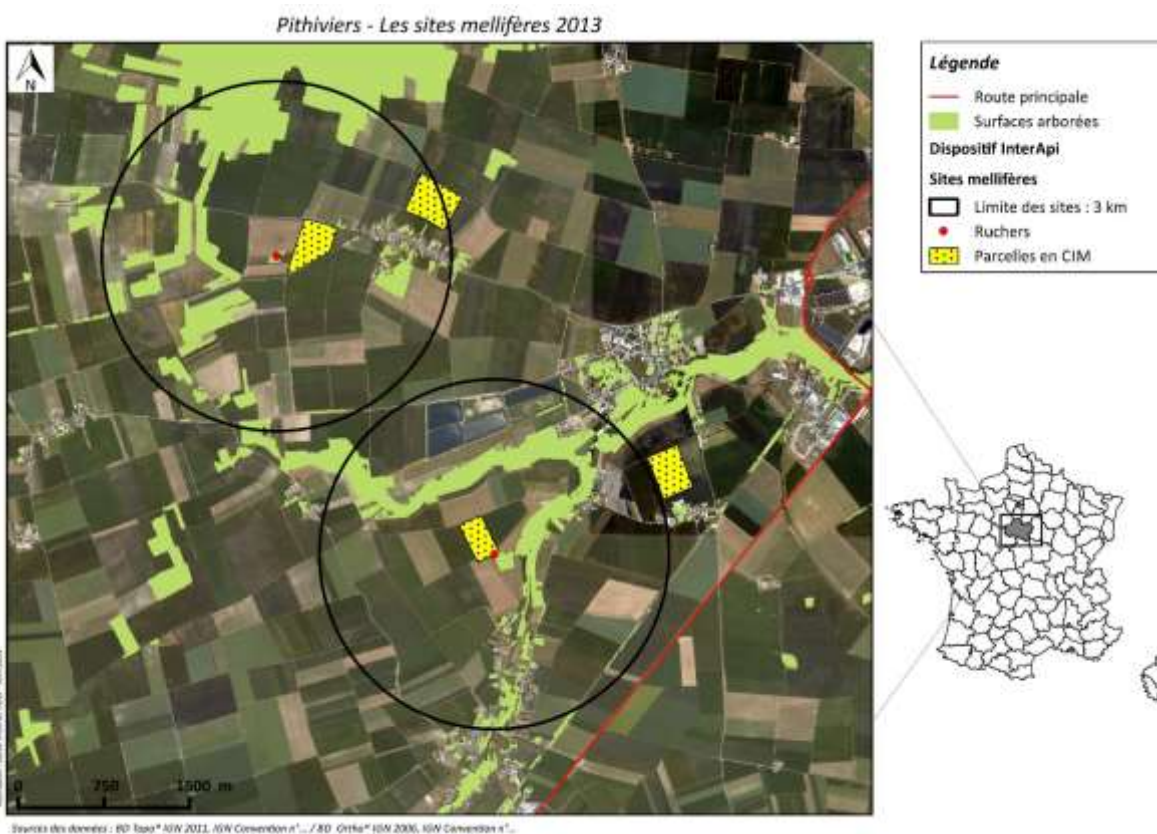 Pithiviers - Les sites mellifères 2013
N
Légende
Route principale
Surfaces arborées
Dispositif InterApi
Sites mellifères
Limite des sites : 3 km
Ruchers
Parcelles en CIM
0 750 1500 m
Sources des données : BD Topo® IGN 2011, IGN Convention n°... / BD Ortho® IGN 2006, IGN Convention n°...